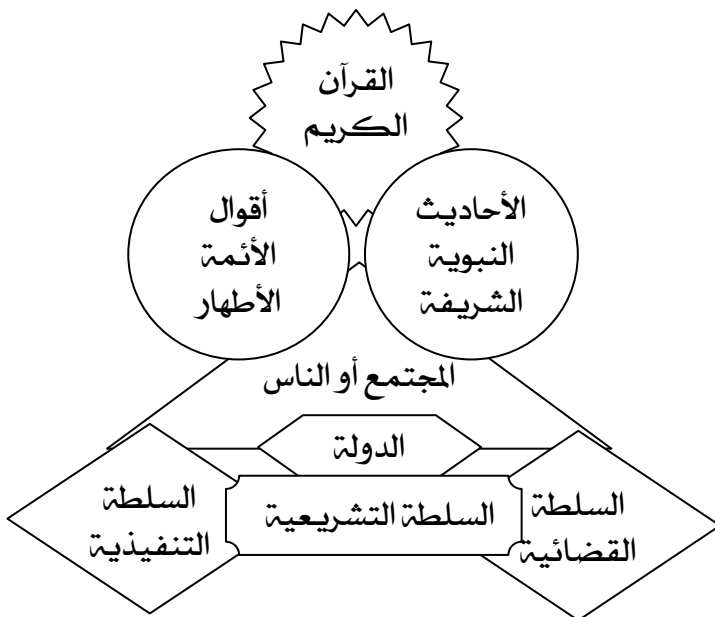 القرآن
الكريم
الأحاديث
النبوية
الشريفة
أقوال
الأئمة
الأطهار
المجتمع أو الناس
الدولة
السلطة
القضائية
السلطة التشريعية
السلطة
التنفيذية